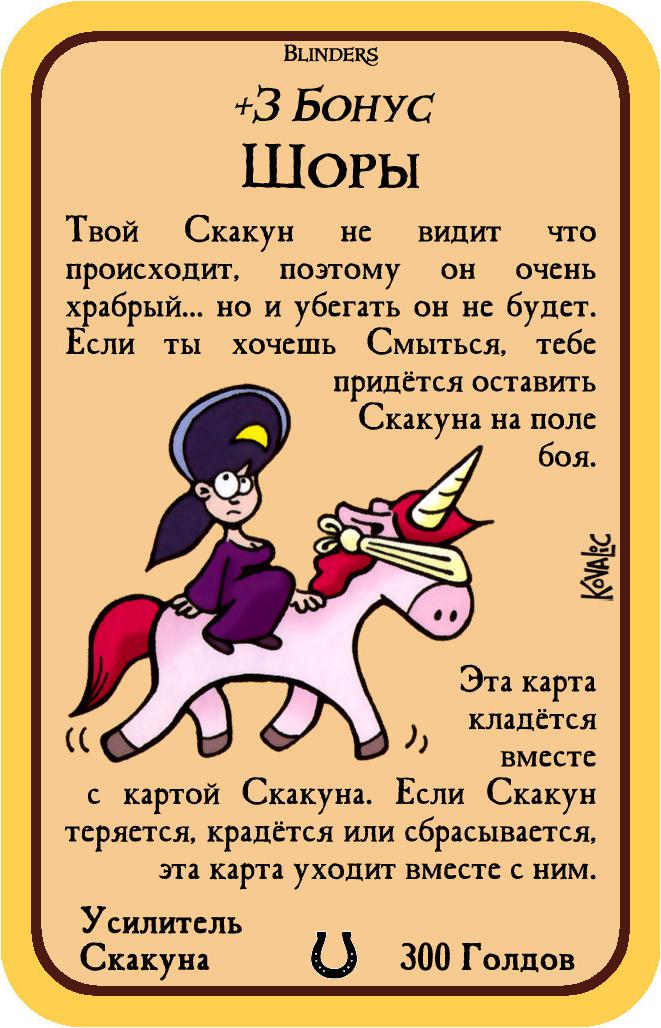 Blinders
+3 Бонус
Шоры
Твой Скакун не видит что
происходит, поэтому он очень
храбрый... но и убегать он не будет.
Если ты хочешь Смыться, тебе
придётся оставить
Скакуна на поле
боя.
Kovalic
Эта карта
кладётся
вместе
с картой Скакуна. Если Скакун
теряется, крадётся или сбрасывается,
эта карта уходит вместе с ним.
Усилитель
Скакуна
300 Голдов